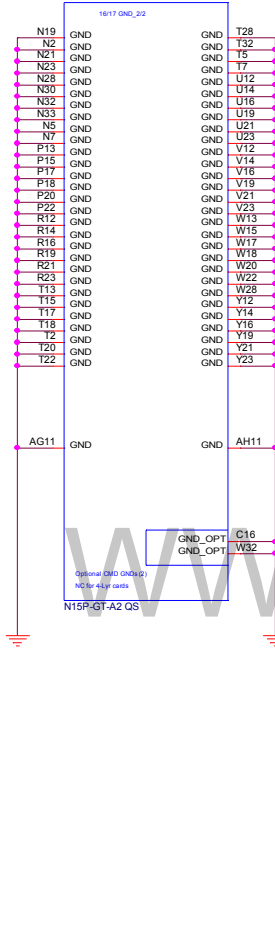 16/17 GND_2/2
N19 GND GND T28
N2 GND GND T32
N21 GND GND T5
N23 GND GND T7
N28 GND GND U12
N30 GND GND U14
N32 GND GND U16
N33 GND GND U19
N5 GND GND U21
N7 GND GND U23
P13 GND GND V12
P15 GND GND V14
P17 GND GND V16
P18 GND GND V19
P20 GND GND V21
P22 GND GND V23
R12 GND GND W13
R14 GND GND W15
R16 GND GND W17
R19 GND GND W18
R21 GND GND W20
R23 GND GND W22
T13 GND GND W28
T15 GND GND Y12
T17 GND GND Y14
T18 GND GND Y16
T2 GND GND Y19
T20 GND GND Y21
T22 GND GND Y23
AG11 GND GND AH11
GND_OPT C16
GND_OPT W32
Optional CMD GNDs (2)
NC for 4-Lyr cards
N15P-GT-A2 QS
WW